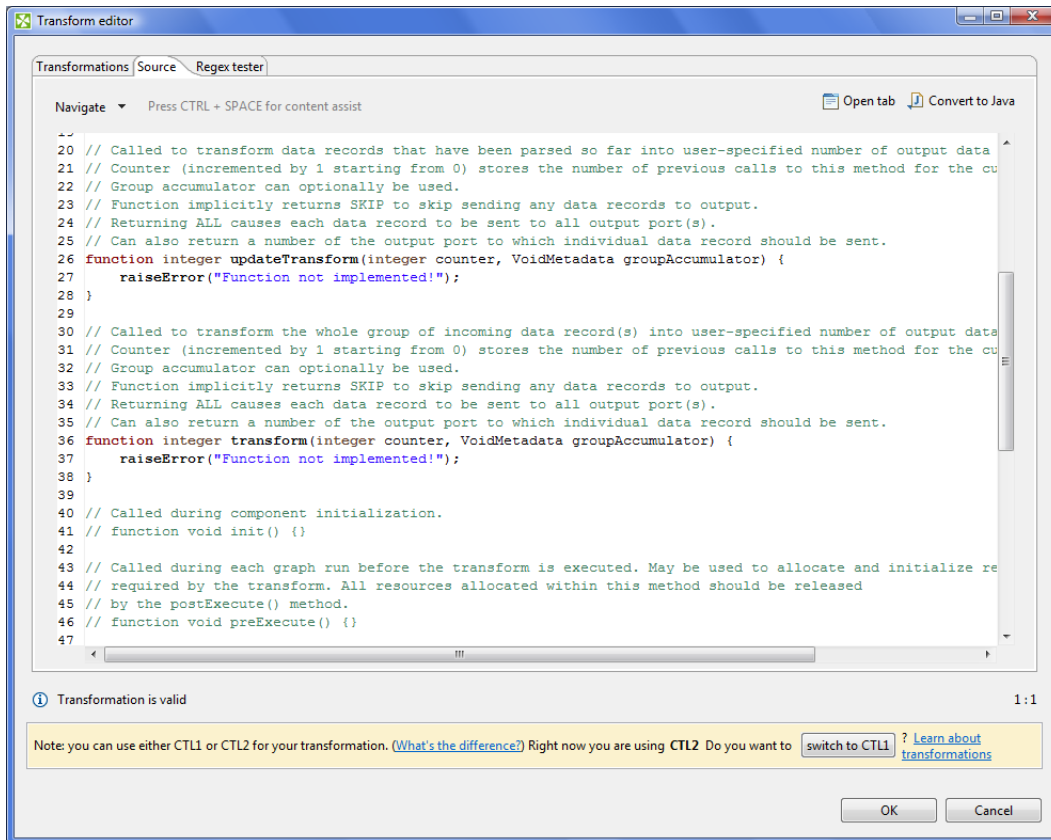 Transform editor
Transformations Source Regex tester
Navigate Press CTRL + SPACE for content assist Open tab Convert to Java
20 // Called to transform data records that have been parsed so far into user-specified number of output data
21 // Counter (incremented by 1 starting from 0) stores the number of previous calls to this method for the cu
22 // Group accumulator can optionally be used.
23 // Function implicitly returns SKIP to skip sending any data records to output.
24 // Returning ALL causes each data record to be sent to all output port(s).
25 // Can also return a number of the output port to which individual data record should be sent.
26 function integer updateTransform(integer counter, VoidMetadata groupAccumulator) {
27     raiseError("Function not implemented!");
28 }
29
30 // Called to transform the whole group of incoming data record(s) into user-specified number of output data
31 // Counter (incremented by 1 starting from 0) stores the number of previous calls to this method for the cu
32 // Group accumulator can optionally be used.
33 // Function implicitly returns SKIP to skip sending any data records to output.
34 // Returning ALL causes each data record to be sent to all output port(s).
35 // Can also return a number of the output port to which individual data record should be sent.
36 function integer transform(integer counter, VoidMetadata groupAccumulator) {
37     raiseError("Function not implemented!");
38 }
39
40 // Called during component initialization.
41 // function void init() {}
42
43 // Called during each graph run before the transform is executed. May be used to allocate and initialize re
44 // required by the transform. All resources allocated within this method should be released
45 // by the postExecute() method.
46 // function void preExecute() {}
47
Transformation is valid 1:1
Note: you can use either CTL1 or CTL2 for your transformation. (What's the difference?) Right now you are using CTL2 Do you want to switch to CTL1 ? Learn about
transformations
OK Cancel